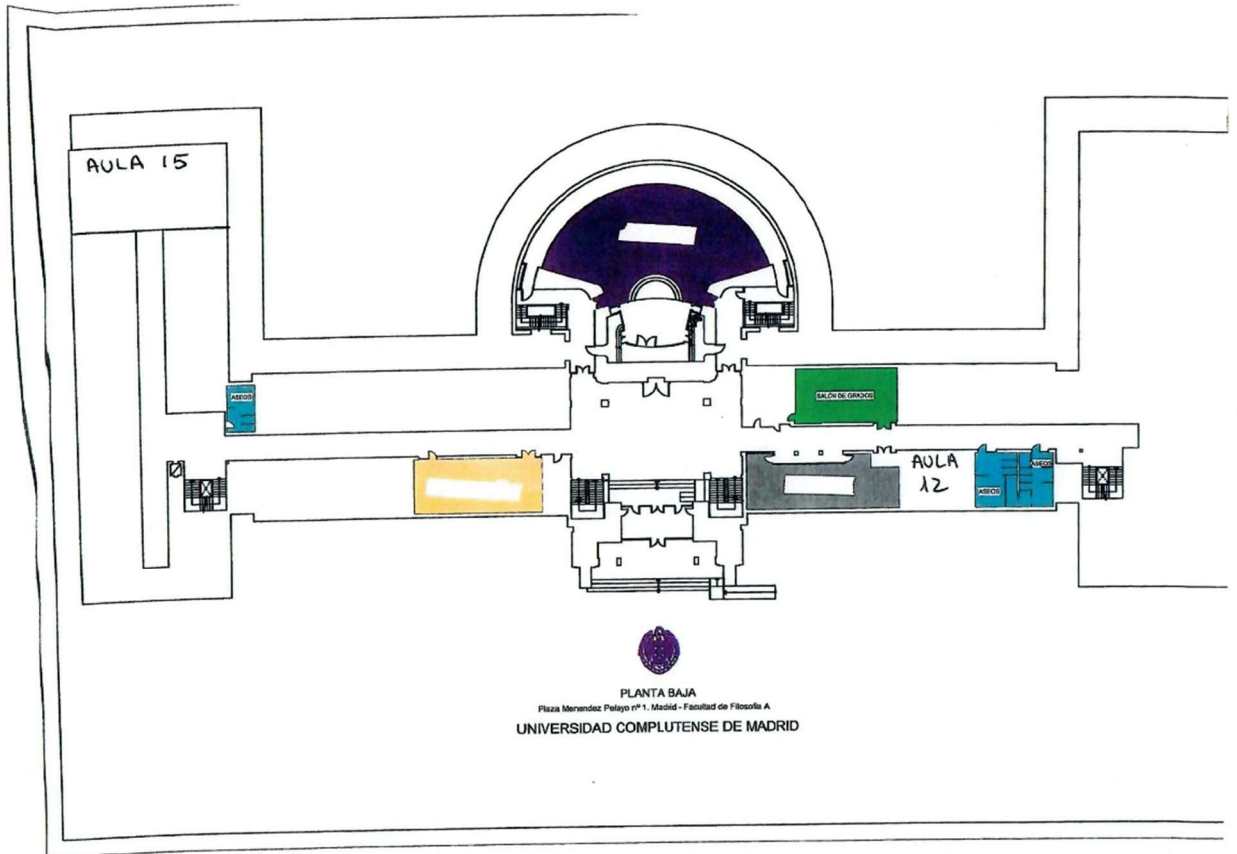 AULA 15
ASEOS
SALÓN DE GRADOS
AULA
12
ASEOS
ASEOS
PLANTA BAJA
Plaza Menendez Pelayo nº 1. Madrid - Facultad de Filosofía A
UNIVERSIDAD COMPLUTENSE DE MADRID